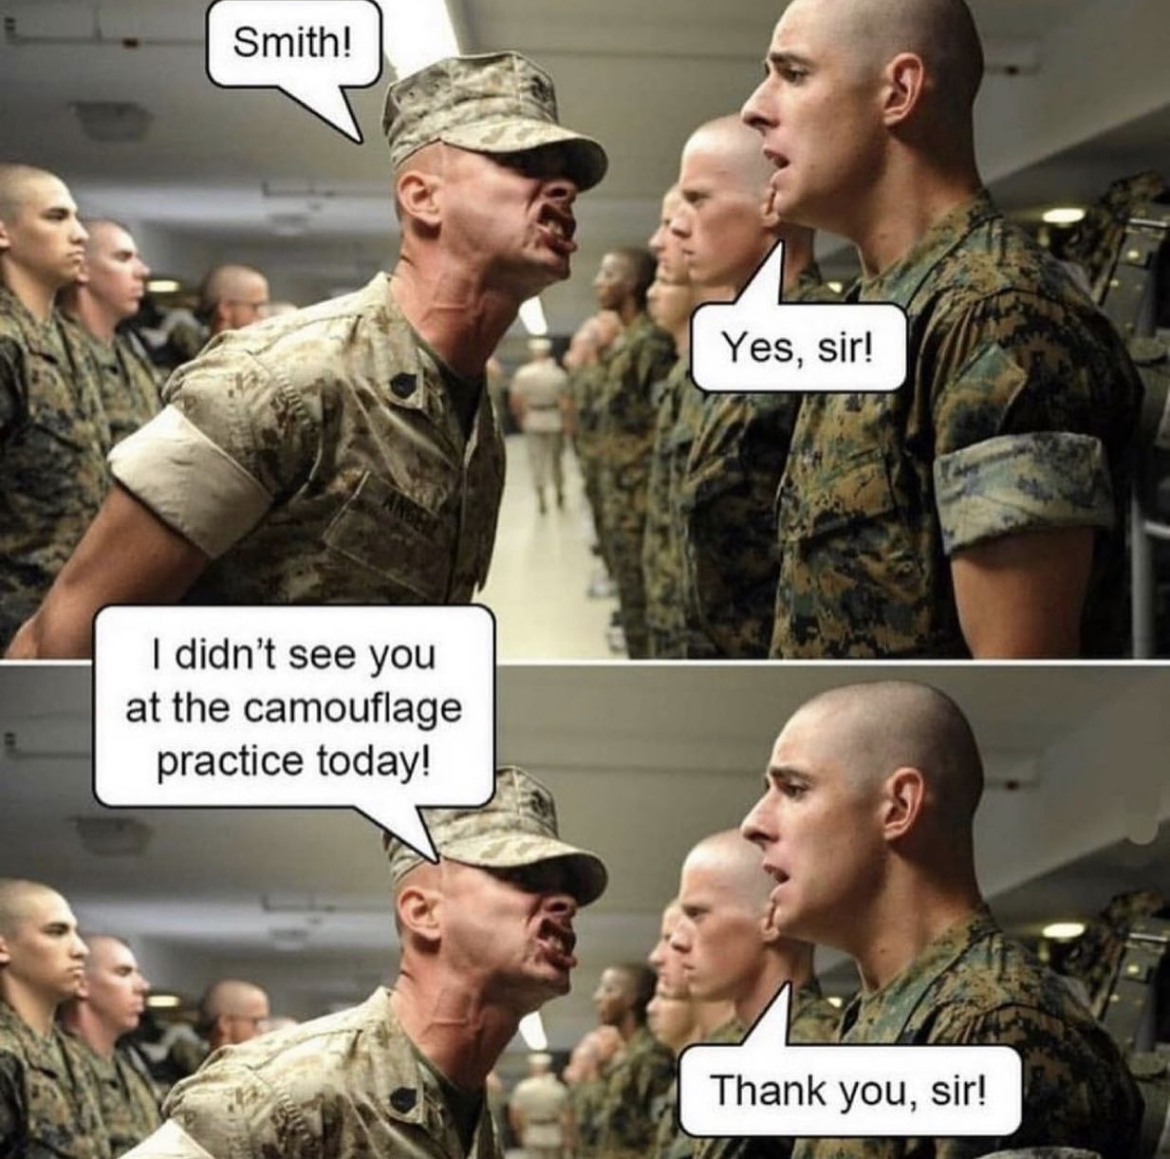 Smith!
Yes, sir!
I didn't see you
at the camouflage
practice today!
Thank you, sir!